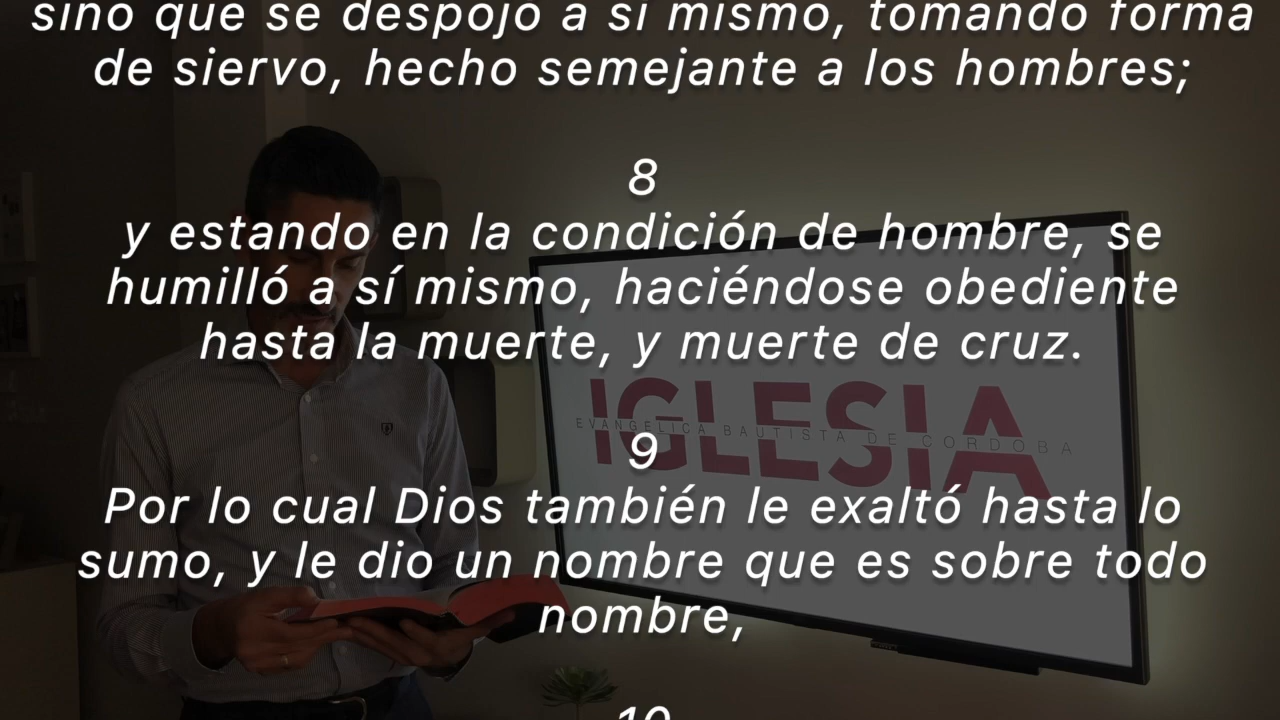 sino que se despojó a sí mismo, tomando forma
de siervo, hecho semejante a los hombres;
8
y estando en la condición de hombre, se
humilló a sí mismo, haciéndose obediente
hasta la muerte, y muerte de cruz.
IGLESIA
EVANGELICA BAUTISTA DE CORDOBA
9
Por lo cual Dios también le exaltó hasta lo
sumo, y le dio un nombre que es sobre todo
nombre,
10